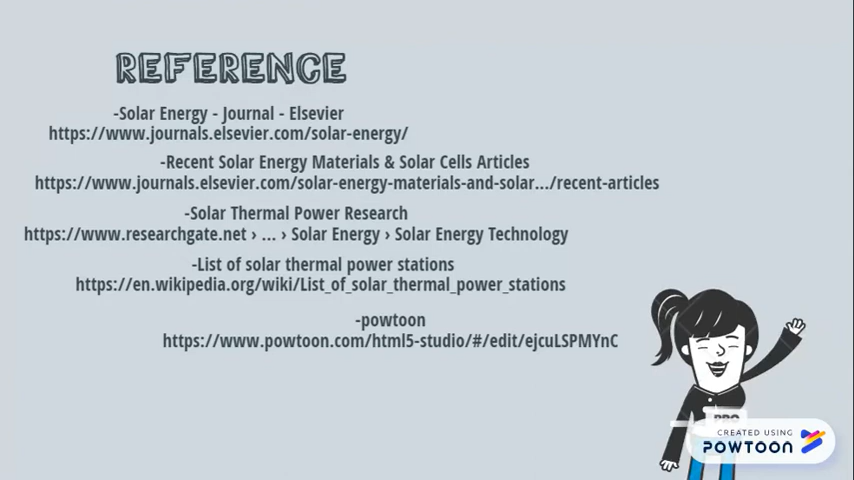 REFERENCE
-Solar Energy - Journal - Elsevier
https://www.journals.elsevier.com/solar-energy/
-Recent Solar Energy Materials & Solar Cells Articles
https://www.journals.elsevier.com/solar-energy-materials-and-solar.../recent-articles
-Solar Thermal Power Research
https://www.researchgate.net › ... › Solar Energy › Solar Energy Technology
-List of solar thermal power stations
https://en.wikipedia.org/wiki/List_of_solar_thermal_power_stations
-powtoon
https://www.powtoon.com/html5-studio/#/edit/ejcuLSPMYnC
PRO
CREATED USING
POWTOON